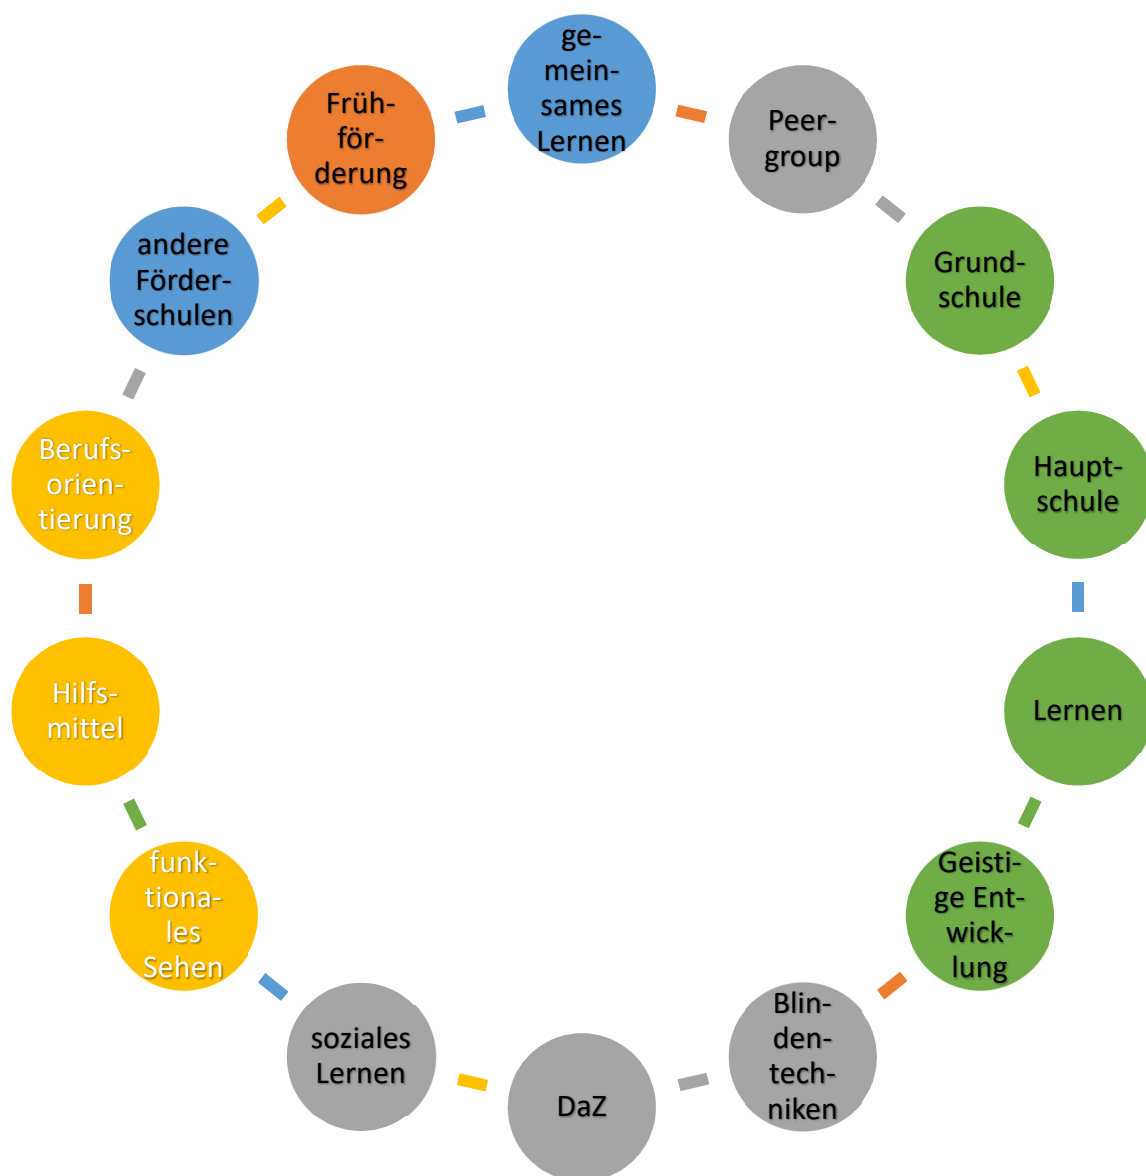 ge-
mein-
sames
Lernen
Peer-
group
Grund-
schule
Haupt-
schule
Lernen
Geisti-
ge Ent-
wick-
lung
Blin-
den-
tech-
niken
DaZ
soziales
Lernen
funk-
tiona-
les
Sehen
Hilfs-
mittel
Berufs-
orien-
tierung
andere
Förder-
schulen
Früh-
för-
derung